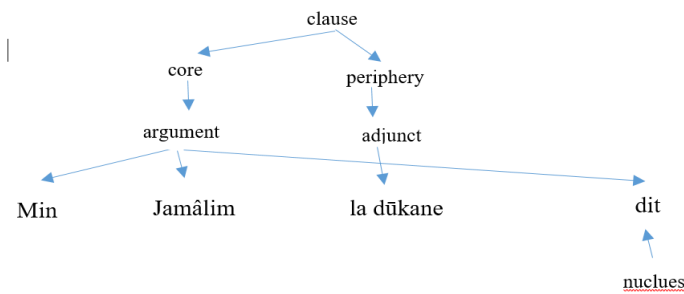 clause
core
periphery
argument
adjunct
Min Jamâlim la dūkane dit
nuclues